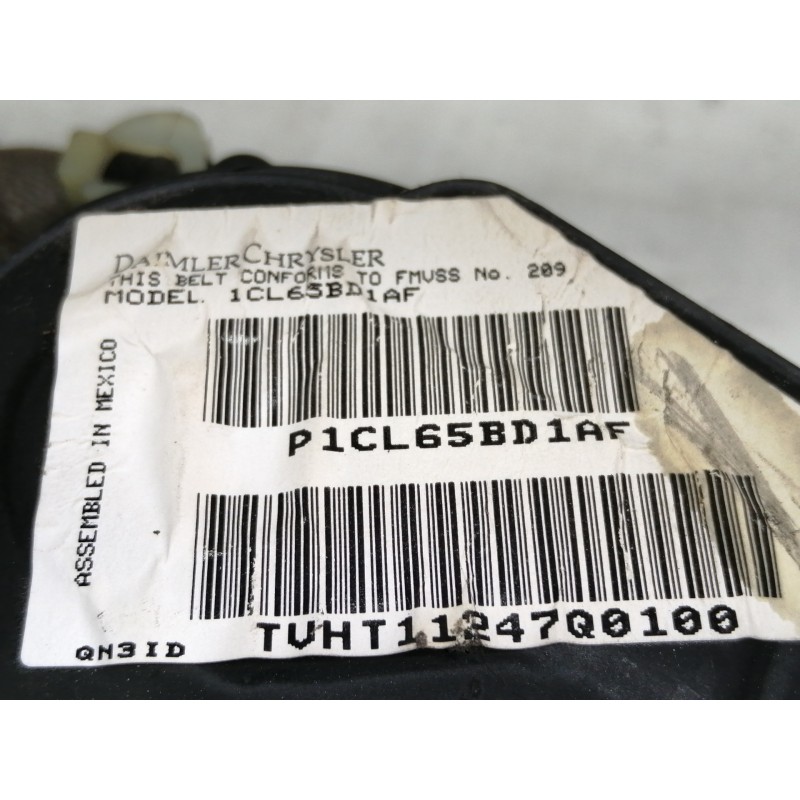 DAIMLERCHRYSLER
THIS BELT CONFORMS TO FMVSS No. 209
MODEL. 1CL65BD1AF
ASSEMBLED IN MEXICO
P1CL65BD1AF
TVHT11247Q0100
QN3ID